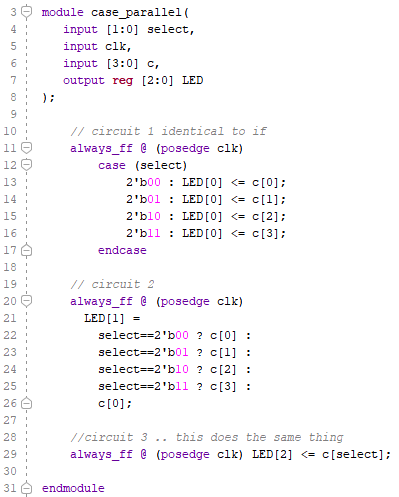 3 module case_parallel(
4 input [1:0] select,
5 input clk,
6 input [3:0] c,
7 output reg [2:0] LED
8 );
9
10 // circuit 1 identical to if
11 always_ff @ (posedge clk)
12 case (select)
13 2'b00 : LED[0] <= c[0];
14 2'b01 : LED[0] <= c[1];
15 2'b10 : LED[0] <= c[2];
16 2'b11 : LED[0] <= c[3];
17 endcase
18
19 // circuit 2
20 always_ff @ (posedge clk)
21 LED[1] =
22 select==2'b00 ? c[0] :
23 select==2'b01 ? c[1] :
24 select==2'b10 ? c[2] :
25 select==2'b11 ? c[3] :
26 c[0];
27
28 //circuit 3 .. this does the same thing
29 always_ff @ (posedge clk) LED[2] <= c[select];
30
31 endmodule